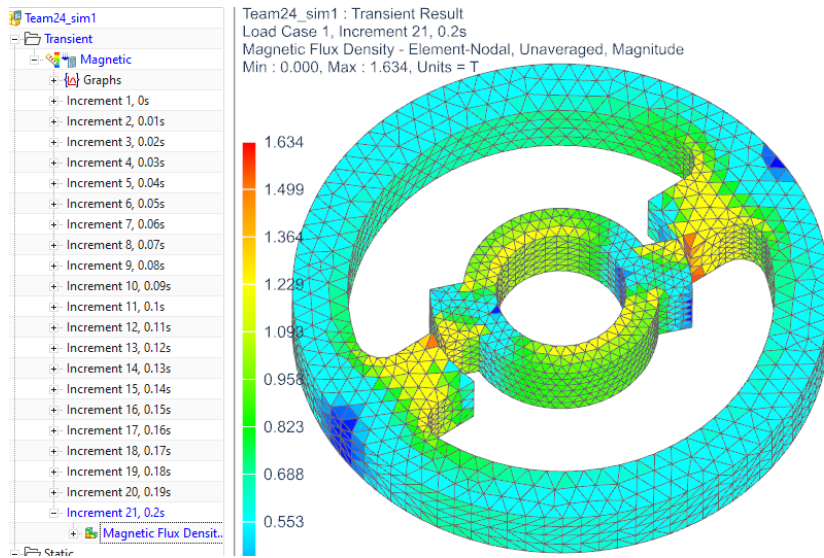 Team24_sim1
Transient
Magnetic
Graphs
Increment 1, 0s
Increment 2, 0.01s
Increment 3, 0.02s
Increment 4, 0.03s
Increment 5, 0.04s
Increment 6, 0.05s
Increment 7, 0.06s
Increment 8, 0.07s
Increment 9, 0.08s
Increment 10, 0.09s
Increment 11, 0.1s
Increment 12, 0.11s
Increment 13, 0.12s
Increment 14, 0.13s
Increment 15, 0.14s
Increment 16, 0.15s
Increment 17, 0.16s
Increment 18, 0.17s
Increment 19, 0.18s
Increment 20, 0.19s
Increment 21, 0.2s
Magnetic Flux Densit...
Static
Team24_sim1 : Transient Result
Load Case 1, Increment 21, 0.2s
Magnetic Flux Density - Element-Nodal, Unaveraged, Magnitude
Min : 0.000, Max : 1.634, Units = T
1.634
1.499
1.364
1.229
1.093
0.958
0.823
0.688
0.553